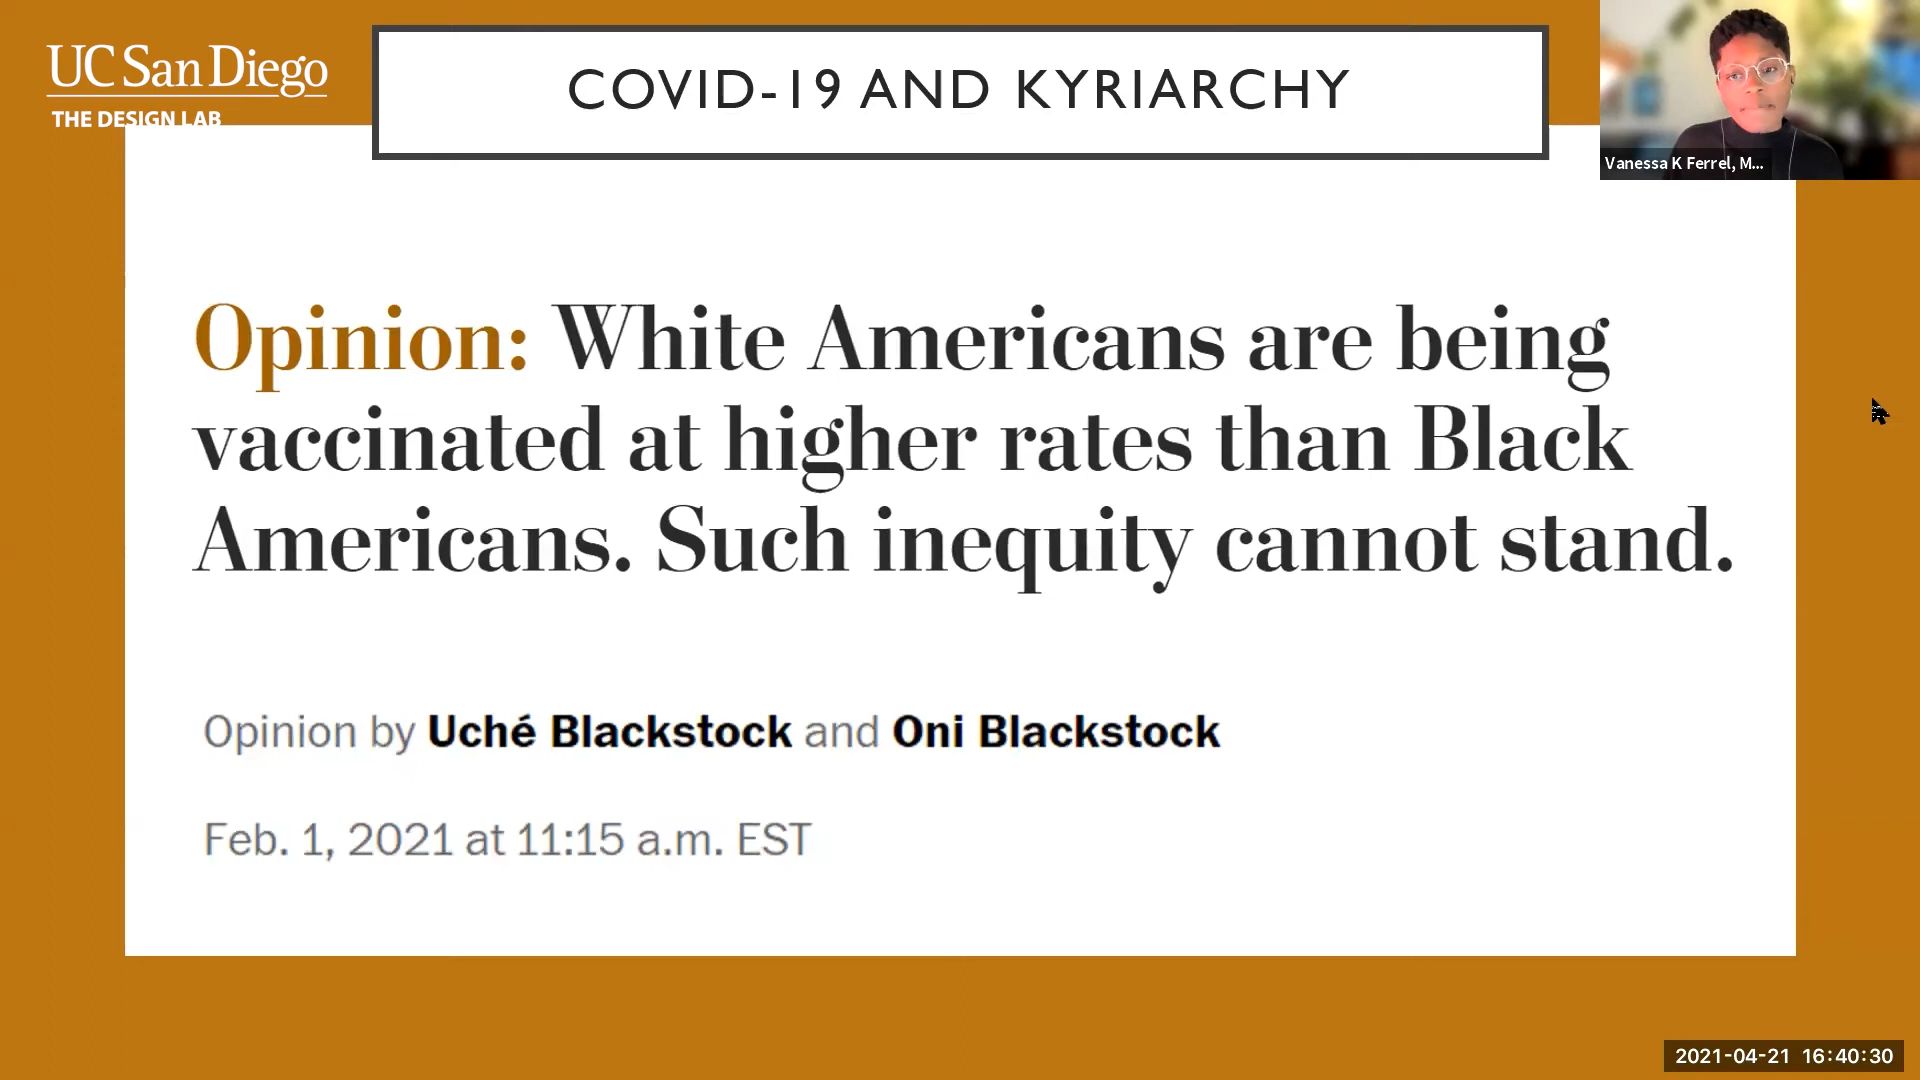 UC San Diego
THE DESIGN LAB
COVID-19 AND KYRIARCHY
Vanessa K Ferrel, M...
Opinion: White Americans are being
vaccinated at higher rates than Black
Americans. Such inequity cannot stand.
Opinion by Uché Blackstock and Oni Blackstock
Feb. 1, 2021 at 11:15 a.m. EST
2021-04-21 16:40:30